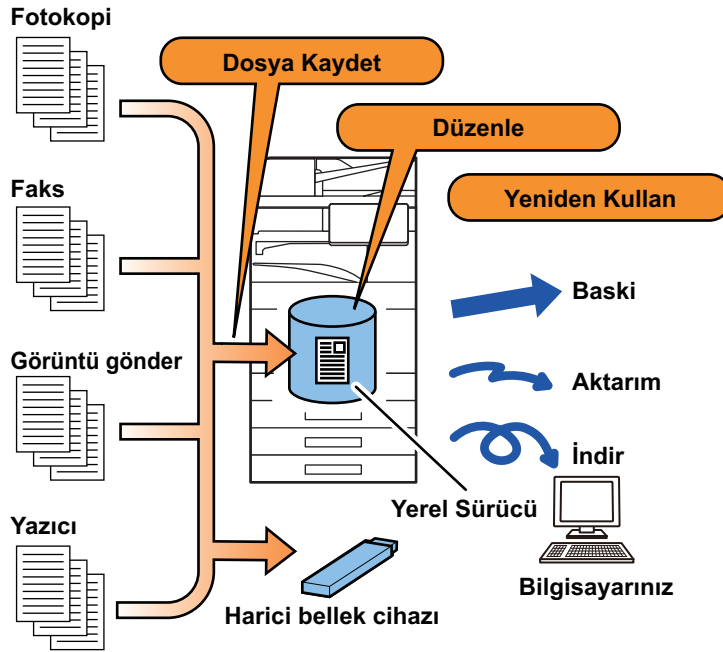 Fotokopi
Dosya Kaydet
Düzenle
Faks
Yeniden Kullan
Baski
Görüntü gönder
Aktarım
İndir
Yerel Sürücü
Yazıcı
Bilgisayarınız
Harici bellek cihazı